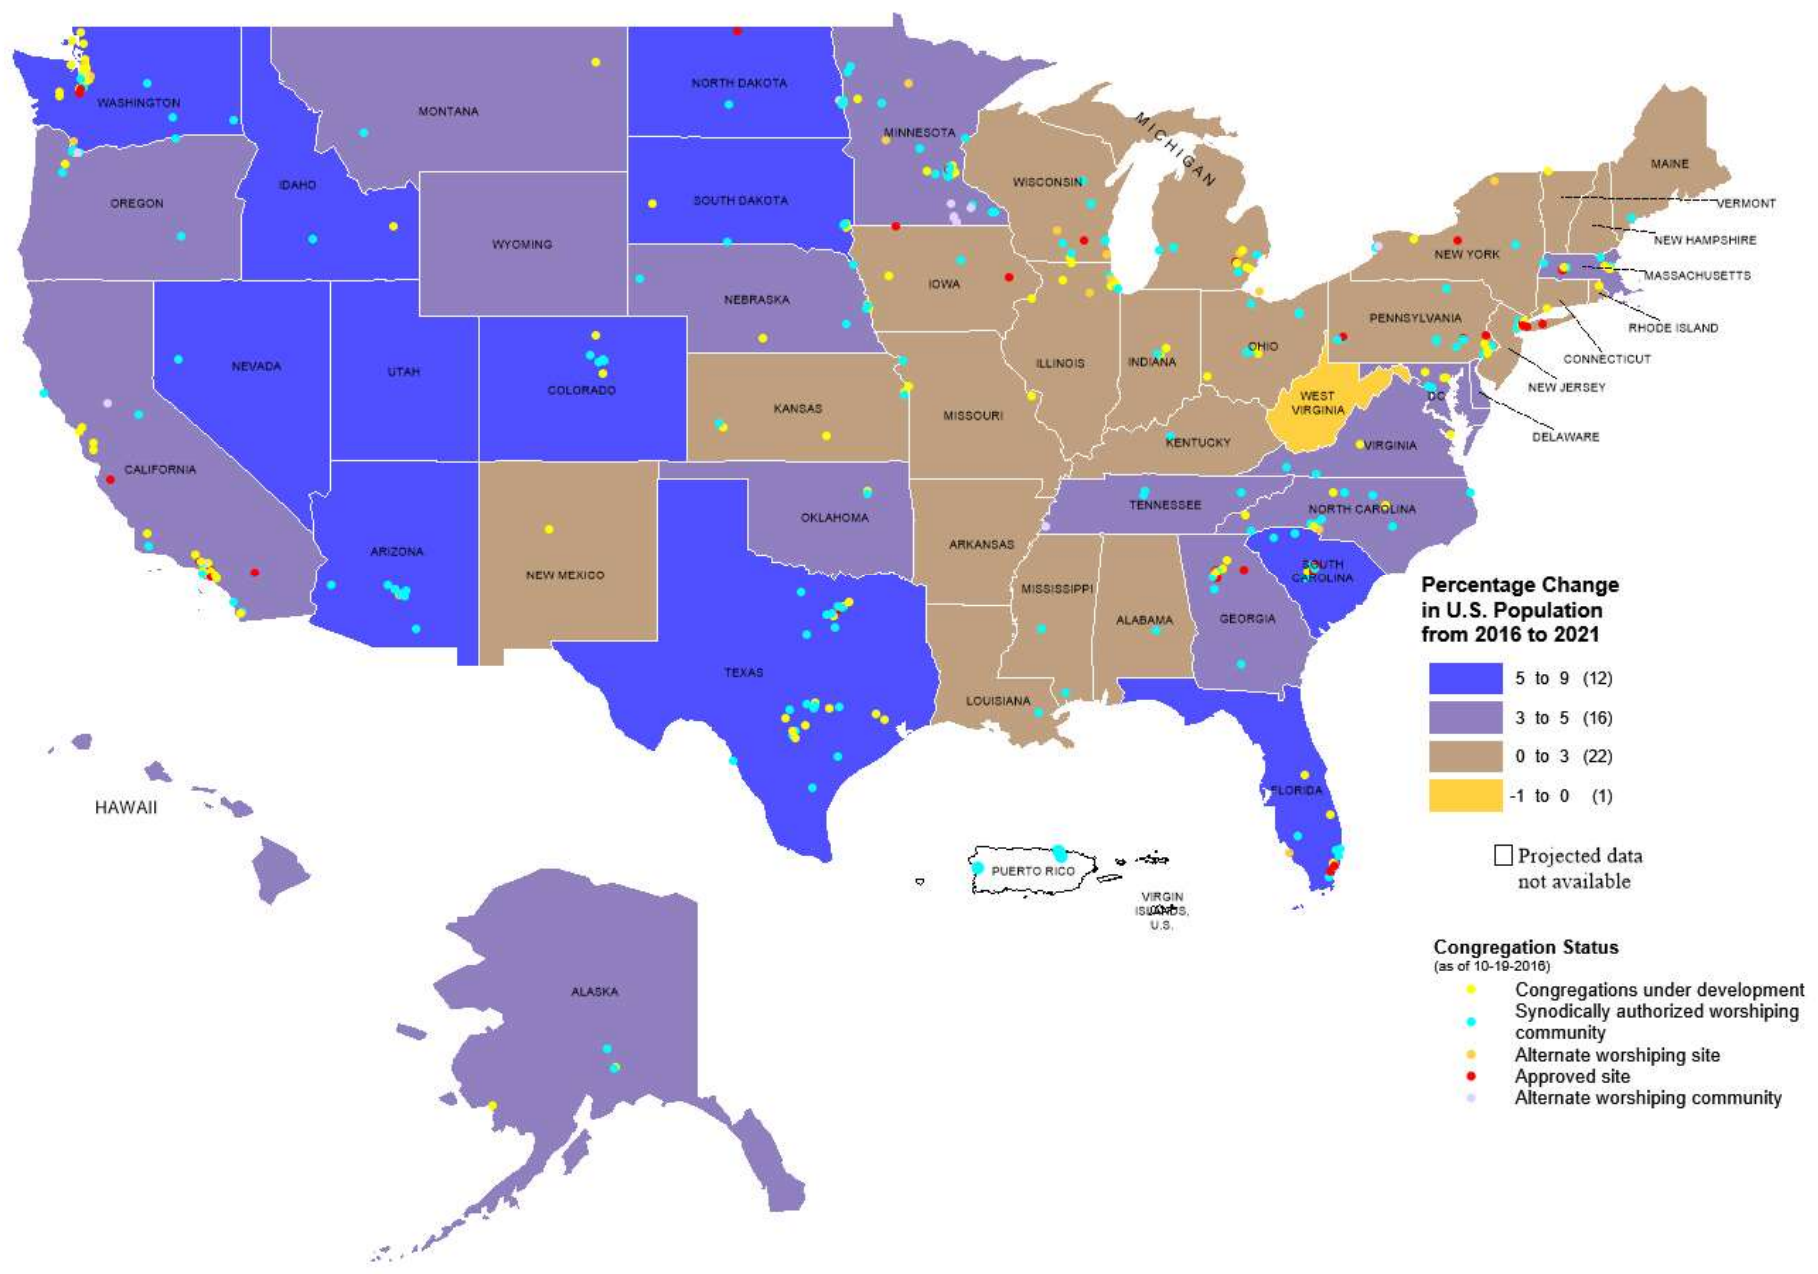 WASHINGTON
MONTANA
NORTH DAKOTA
MINNESOTA
MICHIGAN
MAINE
OREGON
IDAHO
WYOMING
SOUTH DAKOTA
WISCONSIN
VERMONT
NEW HAMPSHIRE
NEW YORK
MASSACHUSETTS
NEBRASKA
IOWA
PENNSYLVANIA
RHODE ISLAND
CONNECTICUT
NEW JERSEY
DELAWARE
NEVADA
UTAH
COLORADO
KANSAS
MISSOURI
ILLINOIS
INDIANA
OHIO
WEST
VIRGINIA
DC
VIRGINIA
KENTUCKY
CALIFORNIA
ARIZONA
NEW MEXICO
OKLAHOMA
ARKANSAS
TENNESSEE
NORTH CAROLINA
SOUTH
CAROLINA
MISSISSIPPI
ALABAMA
GEORGIA
TEXAS
LOUISIANA
FLORIDA
HAWAII
ALASKA
PUERTO RICO
VIRGIN
ISLANDS,
U.S.
Percentage Change
in U.S. Population
from 2016 to 2021
5 to 9 (12)
3 to 5 (16)
0 to 3 (22)
-1 to 0 (1)
Projected data
not available
Congregation Status
(as of 10-19-2016)
Congregations under development
Synodically authorized worshiping
community
Alternate worshiping site
Approved site
Alternate worshiping community